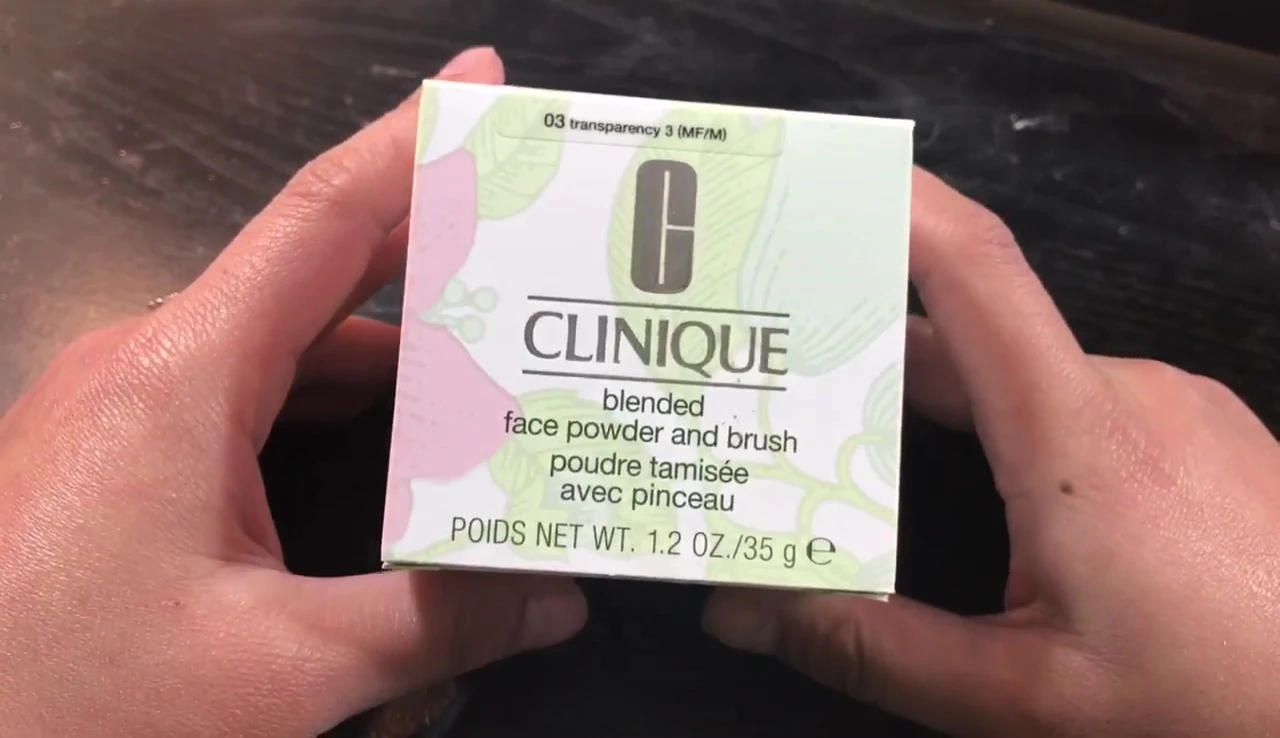 03 transparency 3 (MF/M)
C
CLINIQUE
blended
face powder and brush
poudre tamisée
avec pinceau
POIDS NET WT. 1.2 OZ./35 g ℮